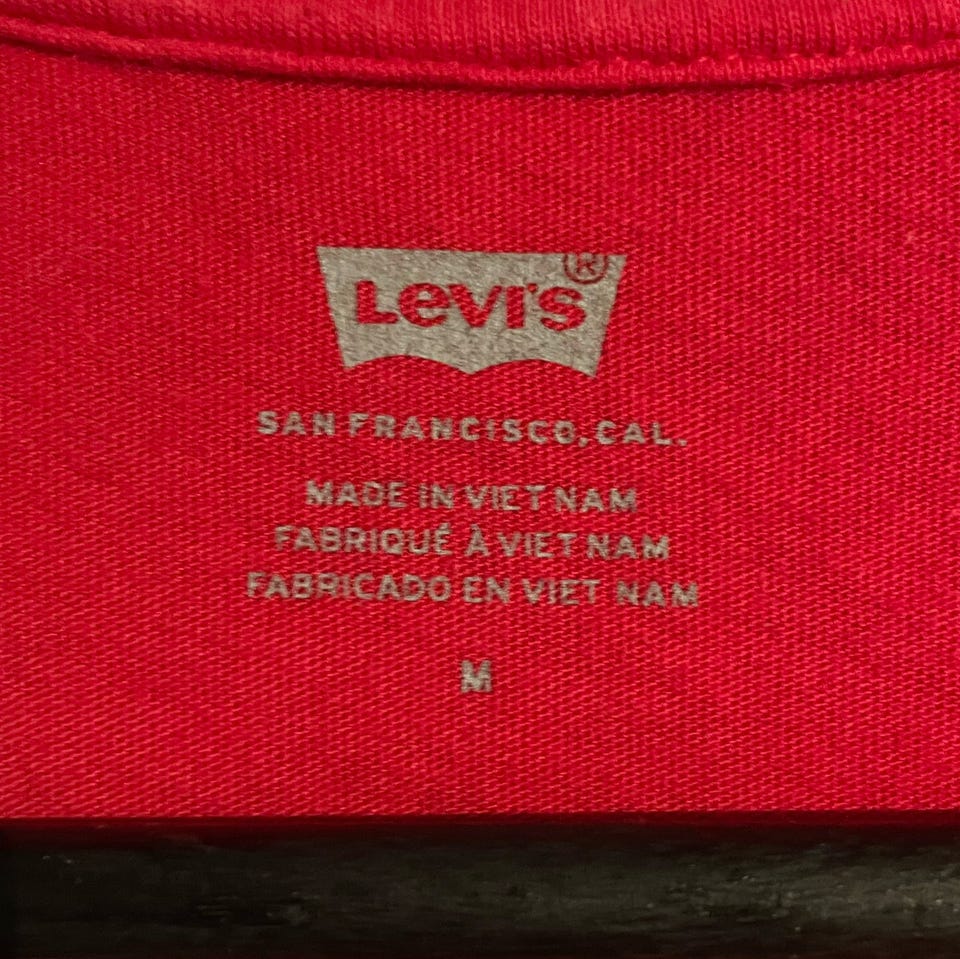 Levi's®
SAN FRANCISCO, CAL.
MADE IN VIET NAM
FABRIQUÉ À VIET NAM
FABRICADO EN VIET NAM
M